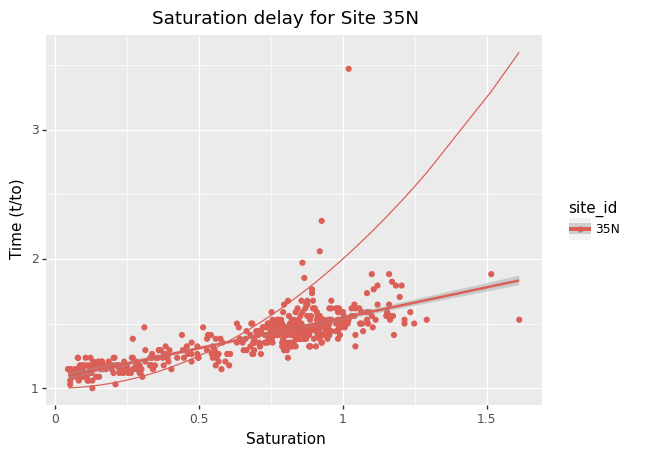 Saturation delay for Site 35N
Time (t/to)
3
2
1
0
0.5
1
1.5
Saturation
site_id
35N